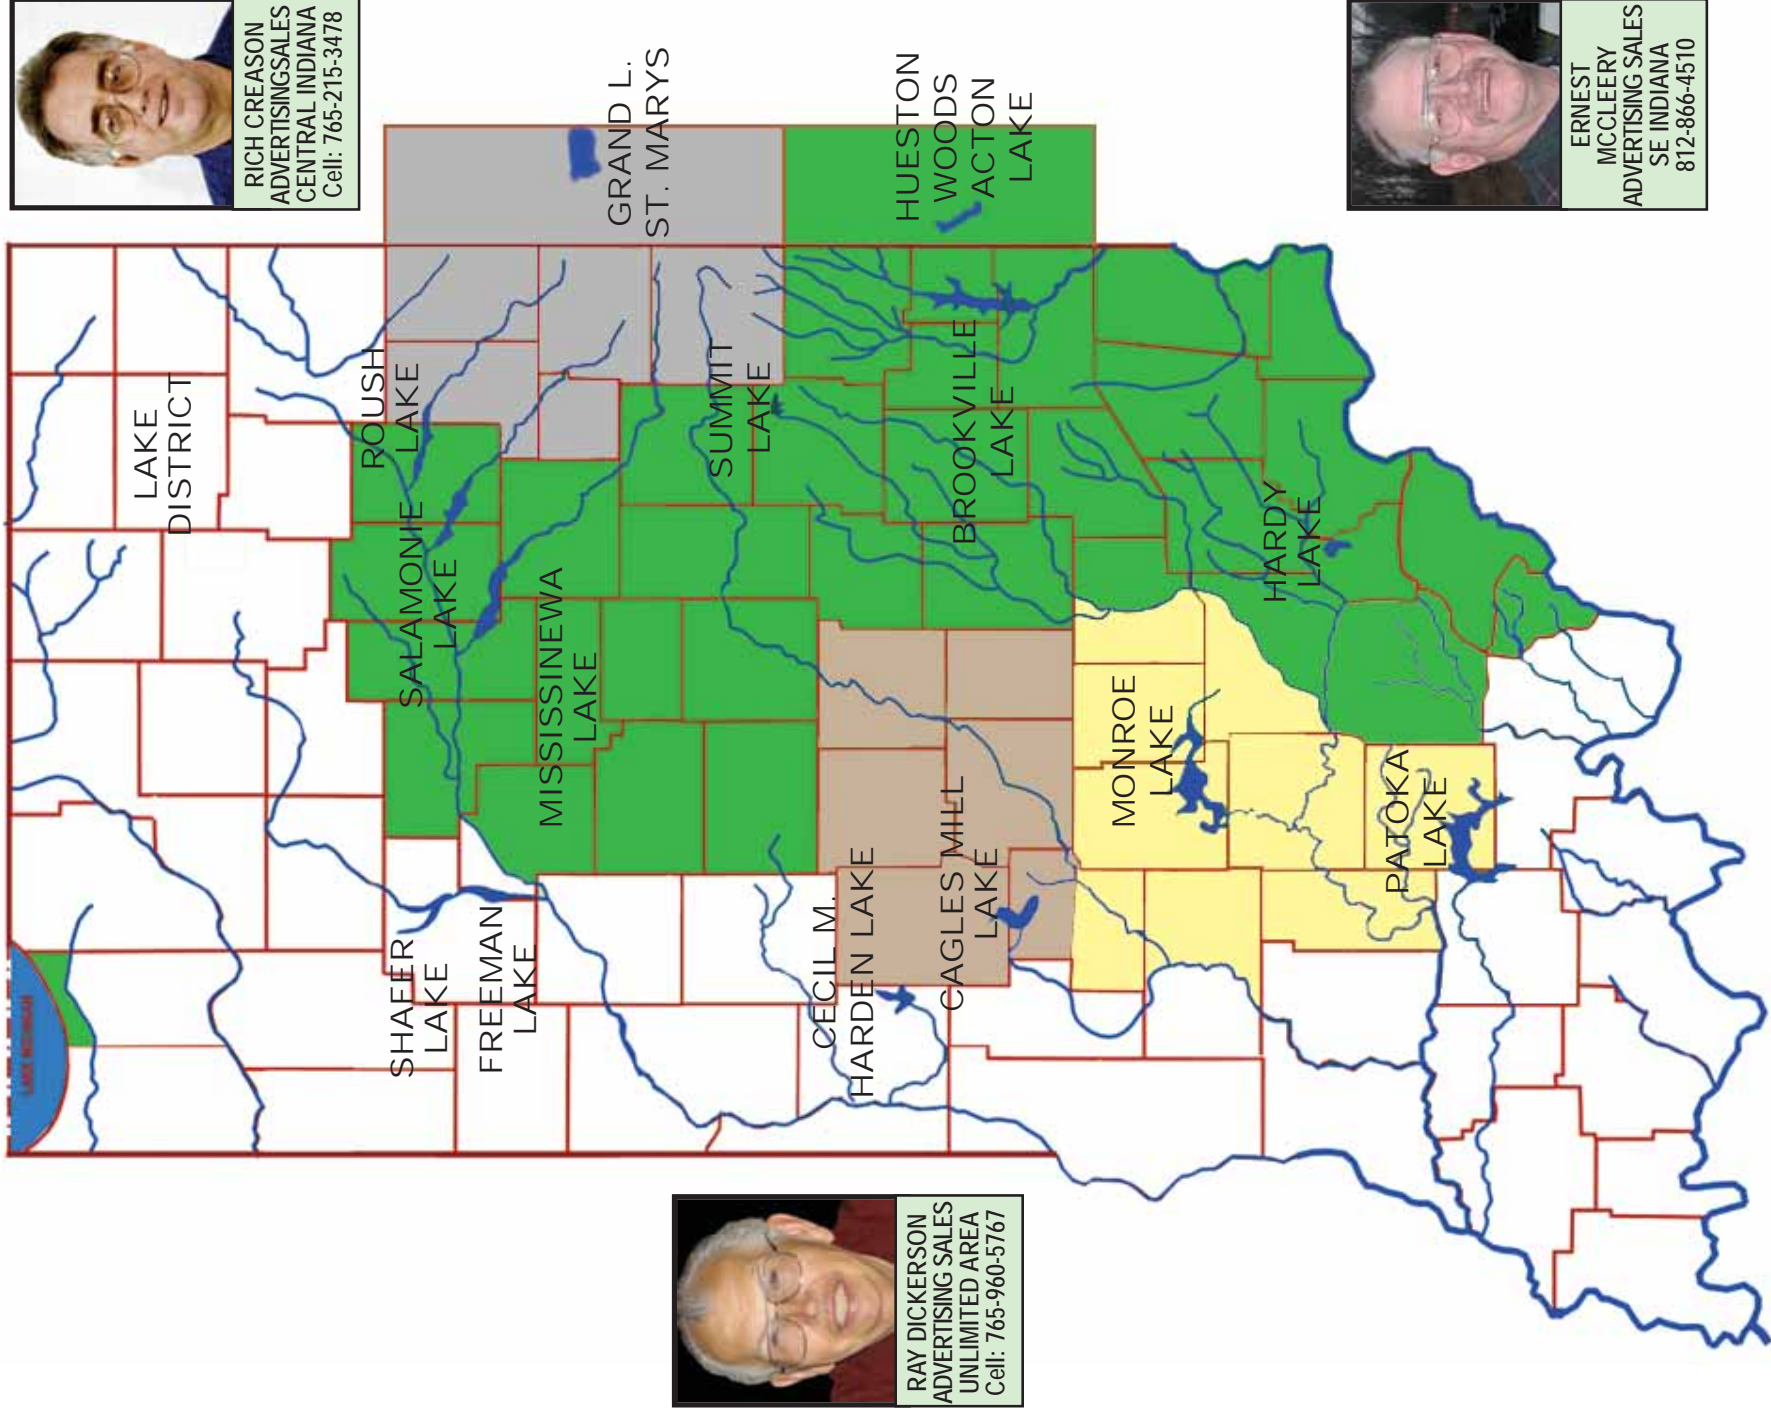 RICH CREASON
ADVERTISINGSALES
CENTRAL INDIANA
Cell: 765-215-3478
ERNEST
MCCLEERY
ADVERTISING SALES
SE INDIANA
812-866-4510
RAY DICKERSON
ADVERTISING SALES
UNLIMITED AREA
Cell: 765-960-5767
LAKE MICHIGAN
LAKE
DISTRICT
ROUSH
LAKE
SALAMONIE
LAKE
MISSISSINEWA
LAKE
GRAND L.
ST. MARYS
SUMMIT
LAKE
HUESTON
WOODS
ACTON
LAKE
BROOKVILLE
LAKE
SHAFER
LAKE
FREEMAN
LAKE
CECIL M.
HARDEN LAKE
CAGLES MILL
LAKE
MONROE
LAKE
HARDY
LAKE
PATOKA
LAKE